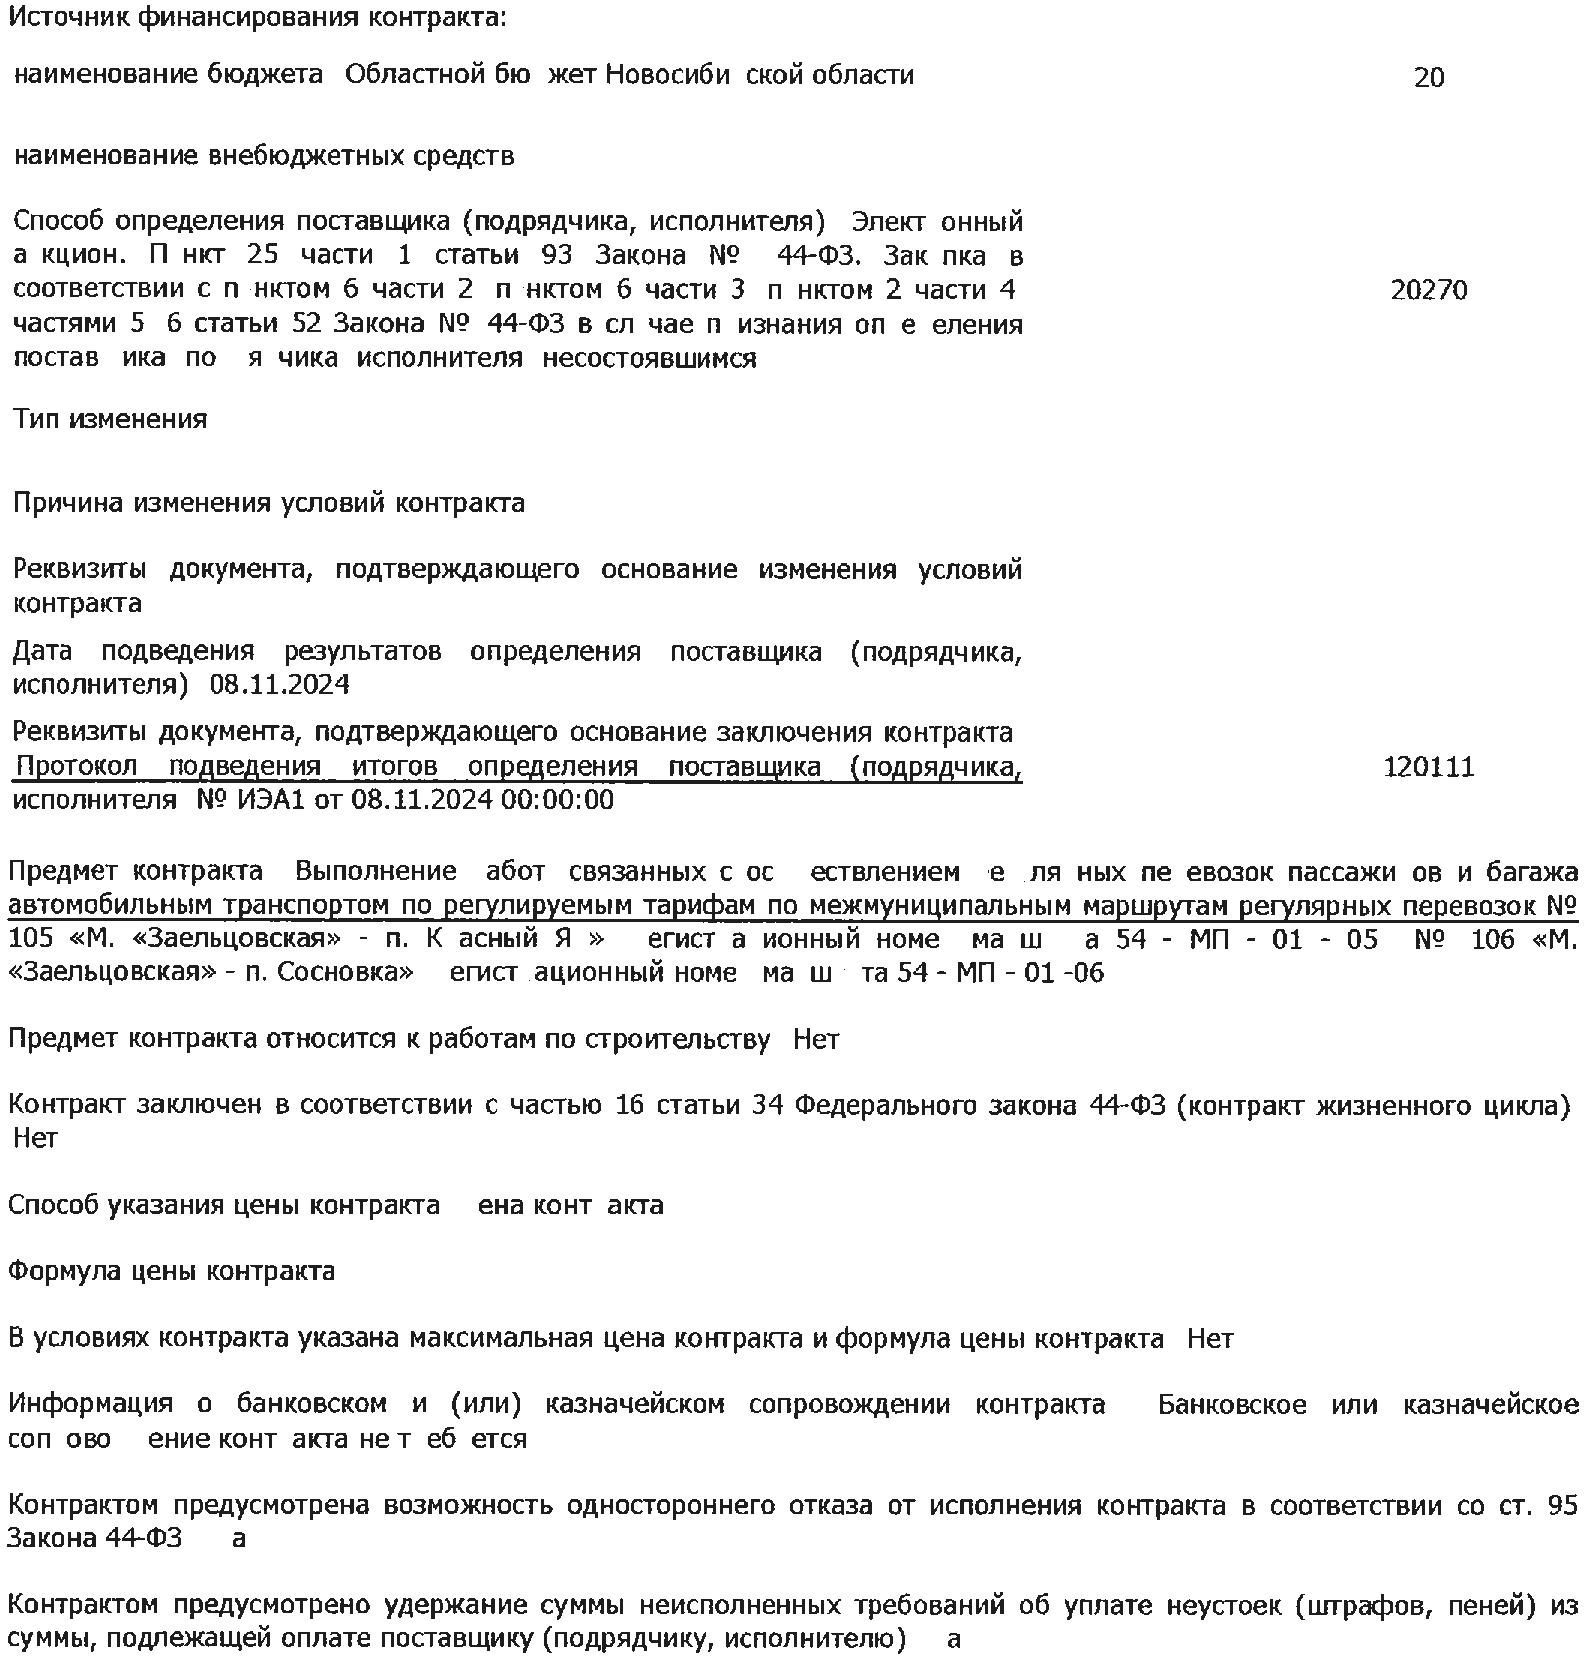 Источник финансирования контракта:
наименование бюджета Областной бю жет Новосиби ской области 20
наименование внебюджетных средств
Способ определения поставщика (подрядчика, исполнителя) Элект онный
а кцион. П нкт 25 части 1 статьи 93 Закона № 44-ФЗ. Зак пка в
соответствии с п нктом 6 части 2 п нктом 6 части 3 п нктом 2 части 4 20270
частями 5 6 статьи 52 Закона № 44-ФЗ в сл чае п изнания оп е еления
постав ика по я чика исполнителя несостоявшимся
Тип изменения
Причина изменения условий контракта
Реквизиты документа, подтверждающего основание изменения условий
контракта
Дата подведения результатов определения поставщика (подрядчика,
исполнителя) 08.11.2024
Реквизиты документа, подтверждающего основание заключения контракта
Протокол подведения итогов определения поставщика (подрядчика, 120111
исполнителя № ИЭА1 от 08.11.2024 00:00:00
Предмет контракта Выполнение абот связанных с ос ествлением е ля ных пе евозок пассажи ов и багажа
автомобильным транспортом по регулируемым тарифам по межмуниципальным маршрутам регулярных перевозок №
105 «М. «Заельцовская» - п. К асный Я » егист а ионный номе ма ш а 54 - МП - 01 - 05 № 106 «М.
«Заельцовская» - п. Сосновка» егист ационный номе ма ш та 54 - МП - 01 -06
Предмет контракта относится к работам по строительству Нет
Контракт заключен в соответствии с частью 16 статьи 34 Федерального закона 44-ФЗ (контракт жизненного цикла)
Нет
Способ указания цены контракта ена конт акта
Формула цены контракта
В условиях контракта указана максимальная цена контракта и формула цены контракта Нет
Информация о банковском и (или) казначейском сопровождении контракта Банковское или казначейское
соп ово ение конт акта не т еб ется
Контрактом предусмотрена возможность одностороннего отказа от исполнения контракта в соответствии со ст. 95
Закона 44-ФЗ а
Контрактом предусмотрено удержание суммы неисполненных требований об уплате неустоек (штрафов, пеней) из
суммы, подлежащей оплате поставщику (подрядчику, исполнителю) а